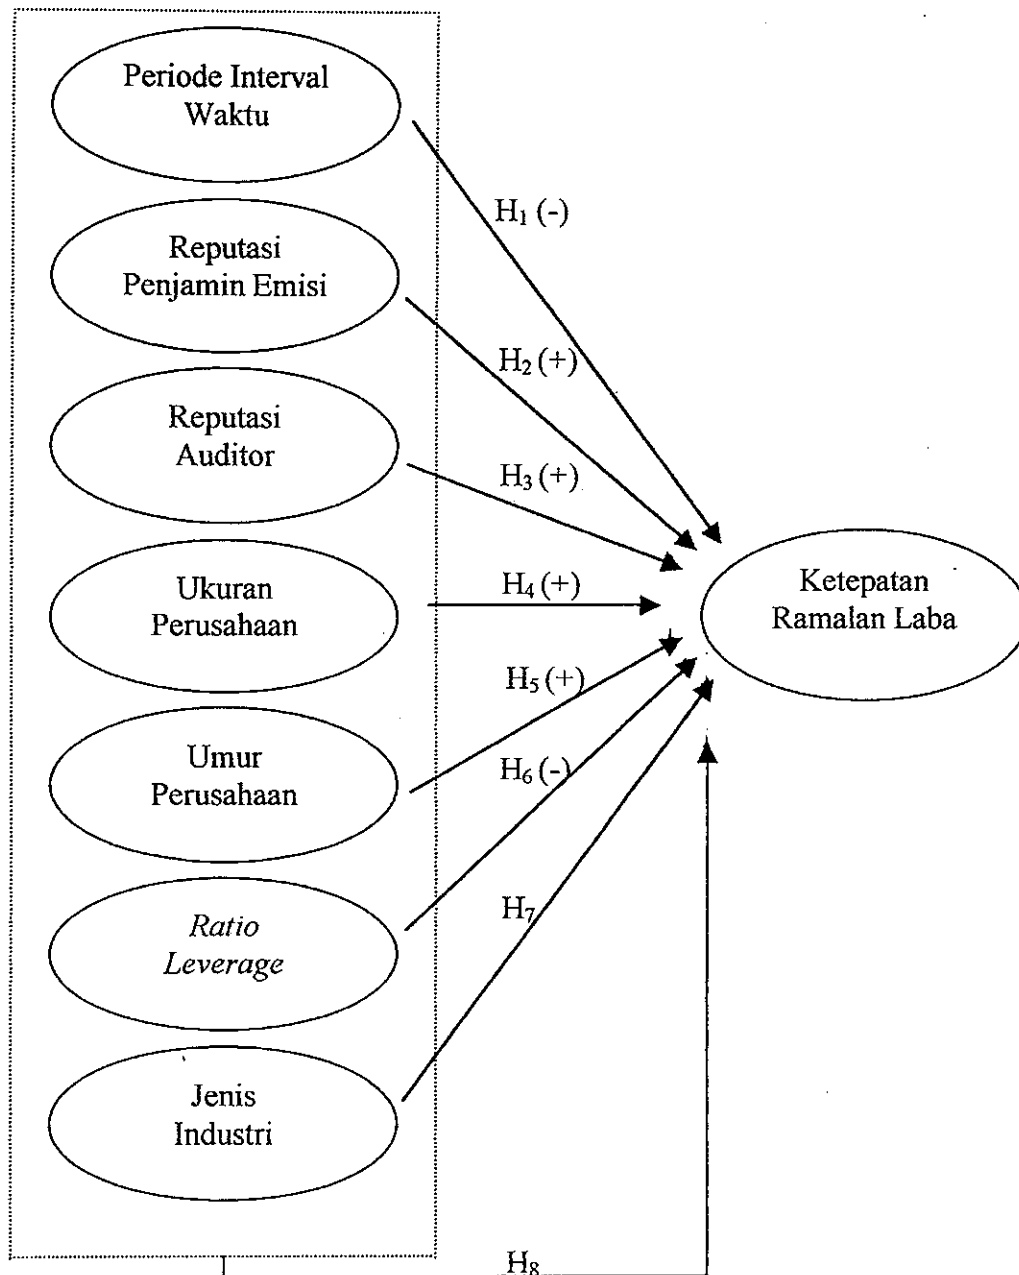 Periode Interval
Waktu
H₁ (-)
Reputasi
Penjamin Emisi
H₂ (+)
Reputasi
Auditor
H₃ (+)
Ukuran
Perusahaan
H₄ (+)
Ketepatan
Ramalan Laba
Umur
Perusahaan
H₅ (+)
H₆ (-)
Ratio
Leverage
H₇
Jenis
Industri
H₈